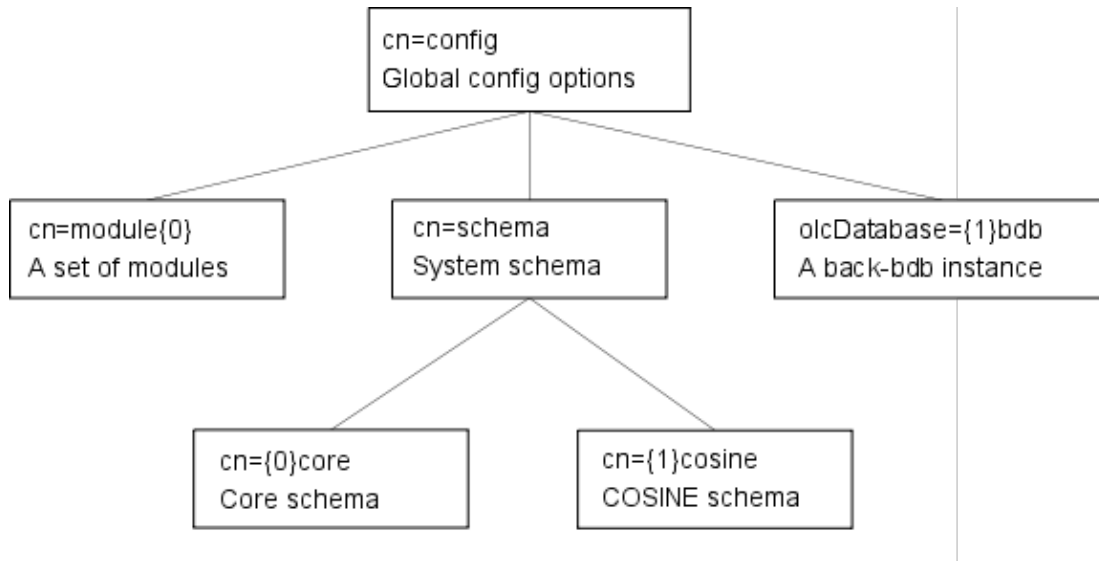 cn=config
Global config options
cn=module{0}
A set of modules
cn=schema
System schema
olcDatabase={1}bdb
A back-bdb instance
cn={0}core
Core schema
cn={1}cosine
COSINE schema